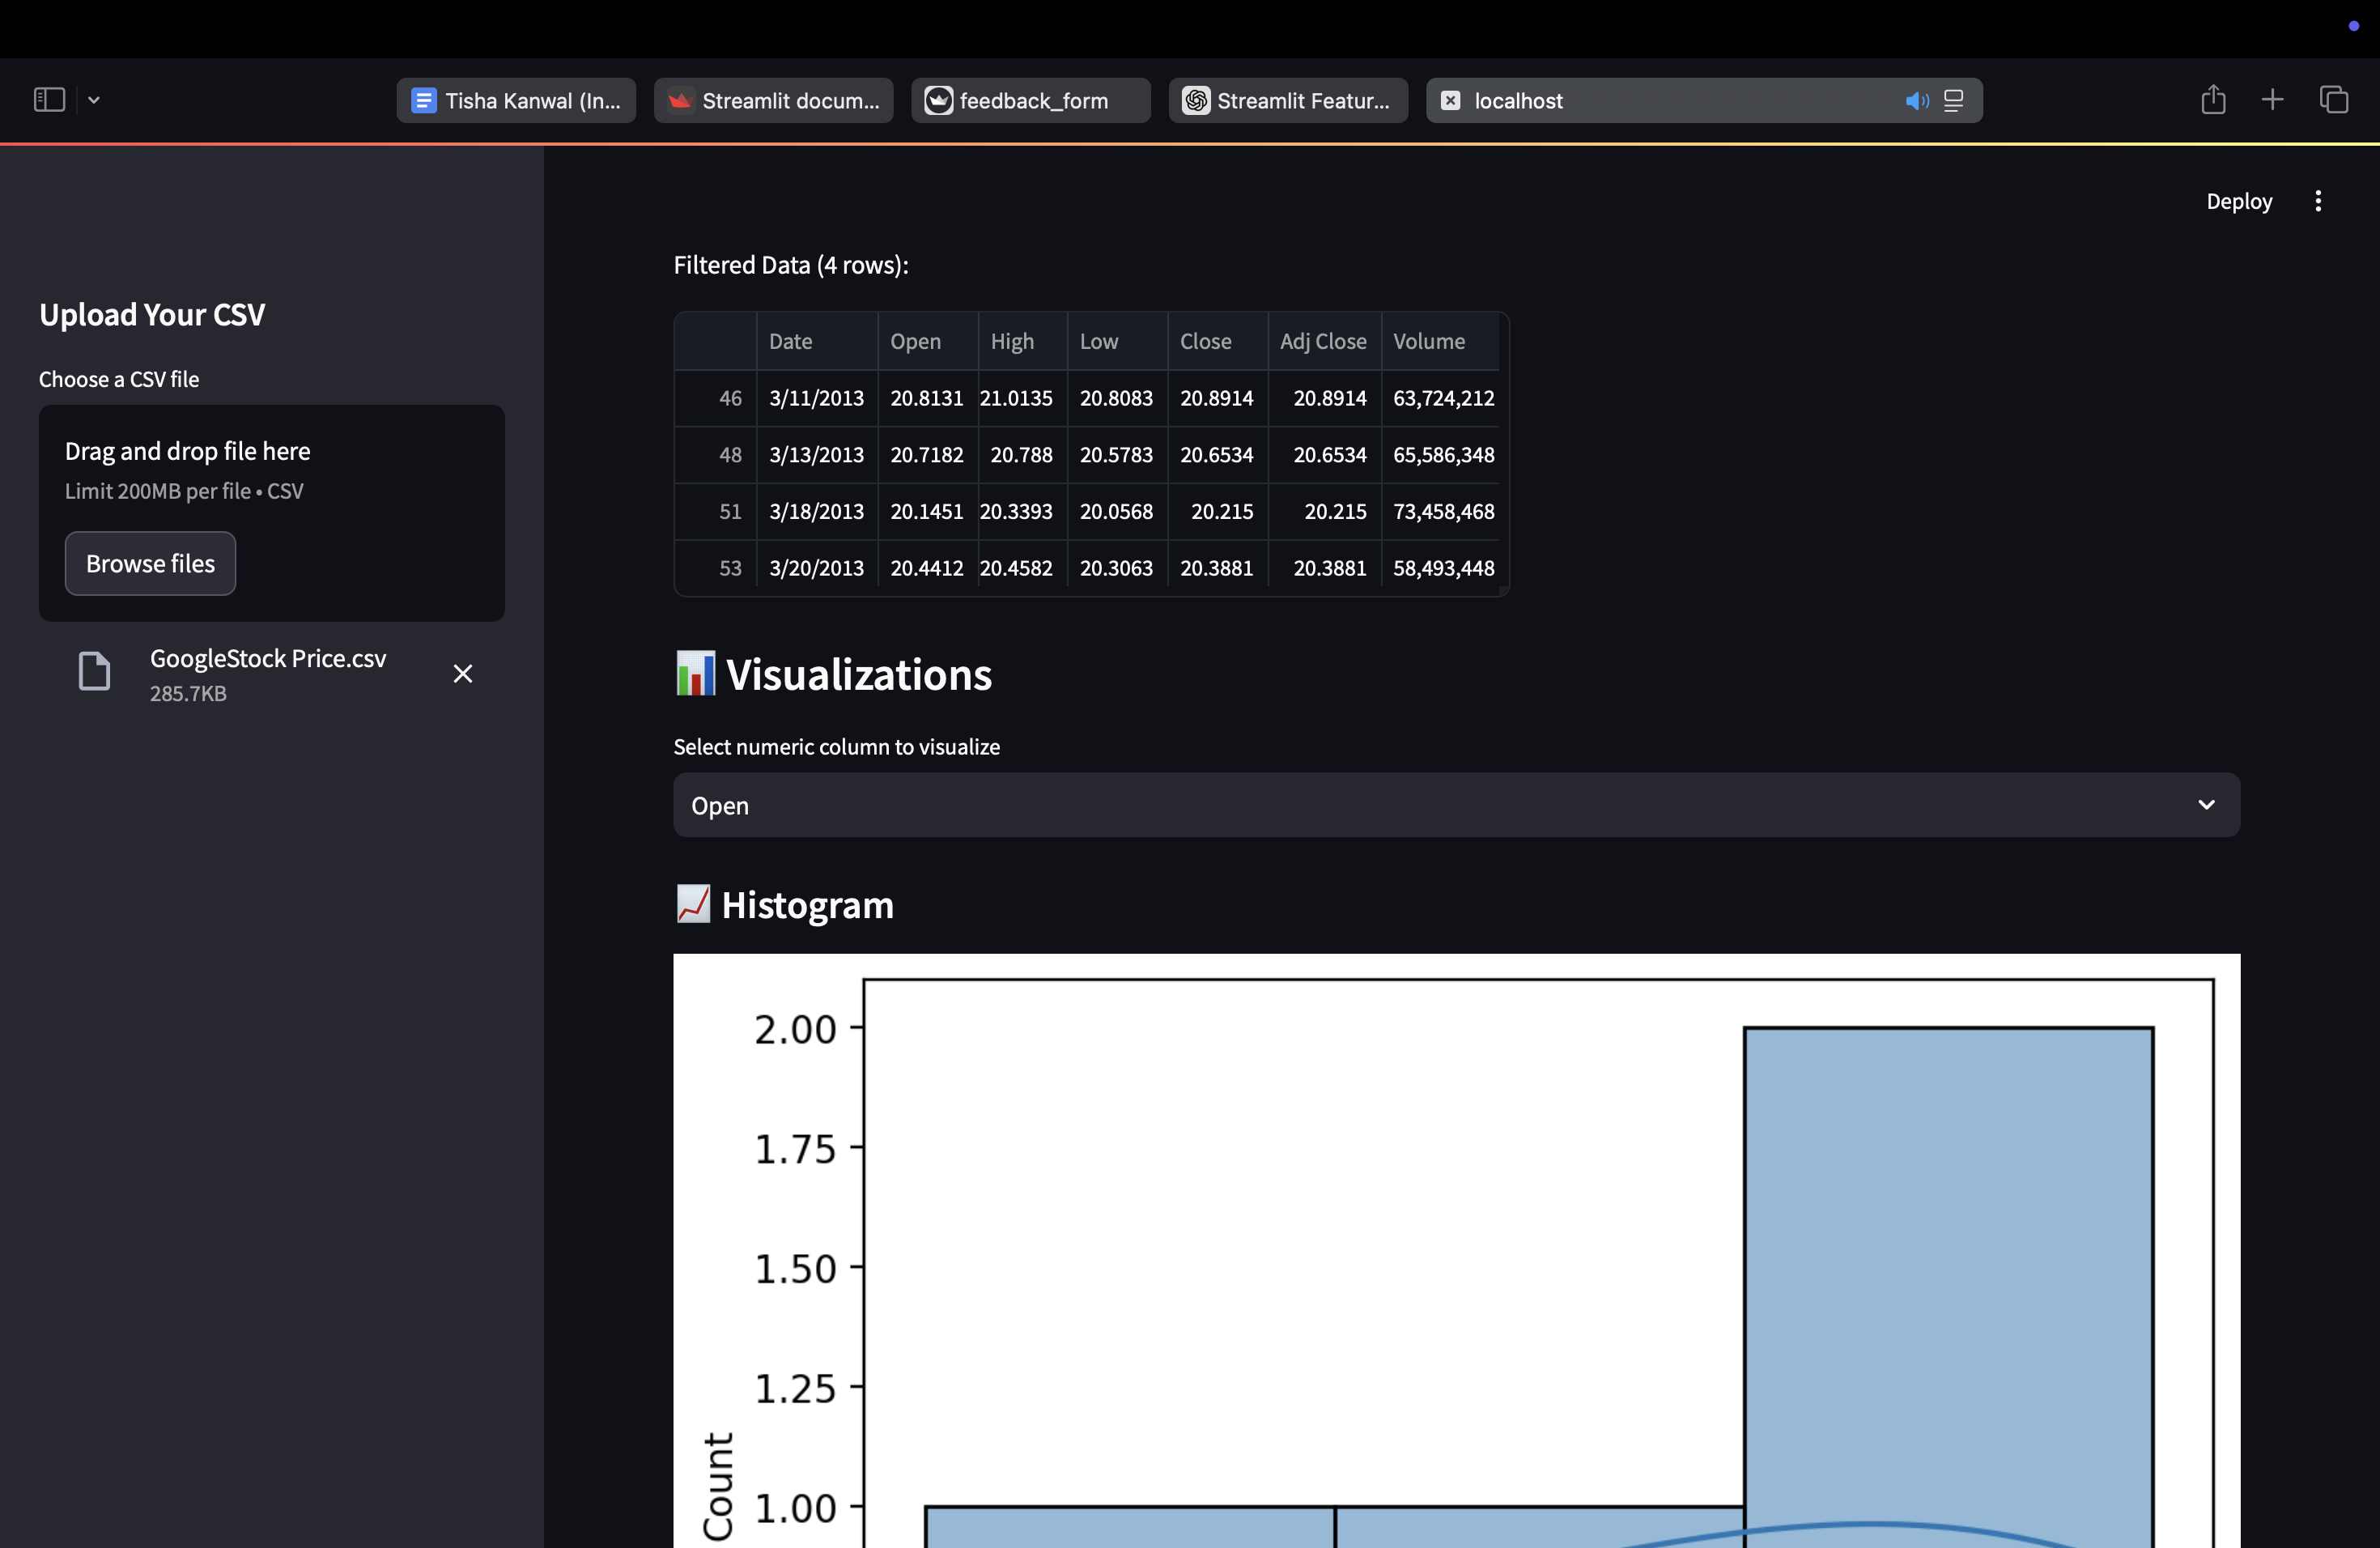 Tisha Kanwal (In... Streamlit docum... feedback_form Streamlit Featur... localhost
Deploy
Upload Your CSV
Choose a CSV file
Drag and drop file here
Limit 200MB per file • CSV
Browse files
GoogleStock Price.csv
285.7KB
Filtered Data (4 rows):
Date Open High Low Close Adj Close Volume
46 3/11/2013 20.8131 21.0135 20.8083 20.8914 20.8914 63,724,212
48 3/13/2013 20.7182 20.788 20.5783 20.6534 20.6534 65,586,348
51 3/18/2013 20.1451 20.3393 20.0568 20.215 20.215 73,458,468
53 3/20/2013 20.4412 20.4582 20.3063 20.3881 20.3881 58,493,448
Visualizations
Select numeric column to visualize
Open
Histogram
2.00
1.75
1.50
1.25
1.00
Count